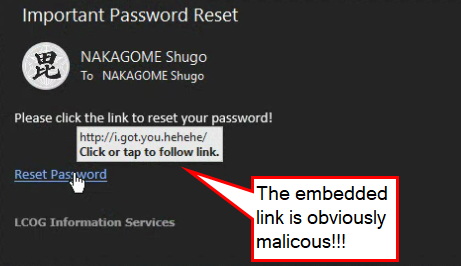 Important Password Reset
毘
NAKAGOME Shugo
To NAKAGOME Shugo
Please click the link to reset your password!
http://i.got.you.hehehe/
Click or tap to follow link.
Reset Password
The embedded
link is obviously
malicous!!!
LCOG Information Services